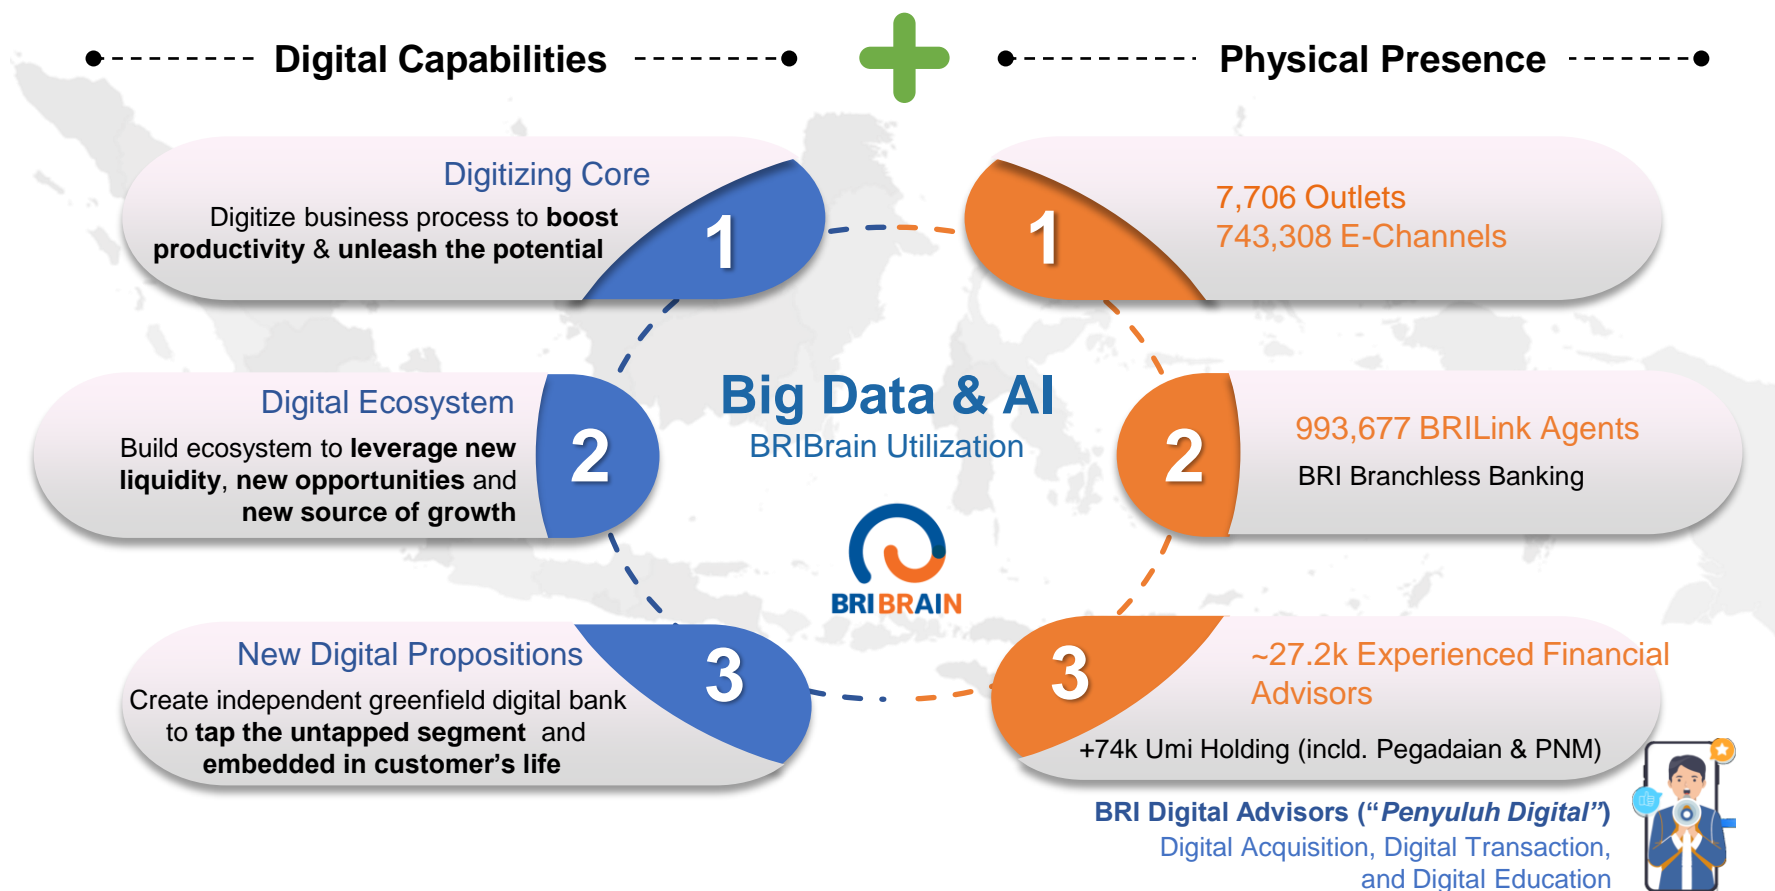 Digital Capabilities
Physical Presence
Digitizing Core
Digitize business process to boost
productivity & unleash the potential
1
Digital Ecosystem
Build ecosystem to leverage new
liquidity, new opportunities and
new source of growth
2
New Digital Propositions
Create independent greenfield digital bank
to tap the untapped segment and
embedded in customer’s life
3
Big Data & AI
BRIBrain Utilization
BRIBRAIN
1
7,706 Outlets
743,308 E-Channels
2
993,677 BRILink Agents
BRI Branchless Banking
3
~27.2k Experienced Financial
Advisors
+74k Umi Holding (incld. Pegadaian & PNM)
BRI Digital Advisors (“Penyuluh Digital”)
Digital Acquisition, Digital Transaction,
and Digital Education